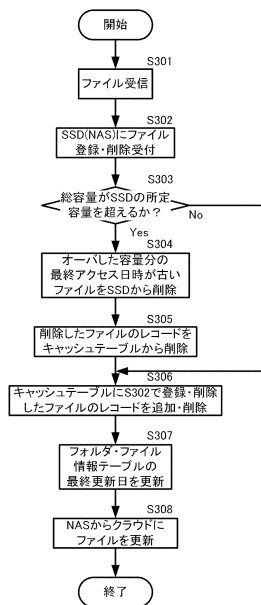 開始
S301
ファイル受信
S302
SSD(NAS)にファイル
登録・削除受付
S303
総容量がSSDの所定
容量を超えるか？
No
Yes
S304
オーバした容量分の
最終アクセス日時が古い
ファイルをSSDから削除
S305
削除したファイルのレコードを
キャッシュテーブルから削除
S306
キャッシュテーブルにS302で登録・削除
したファイルのレコードを追加・削除
S307
フォルダ・ファイル
情報テーブルの
最終更新日を更新
S308
NASからクラウドに
ファイルを更新
終了